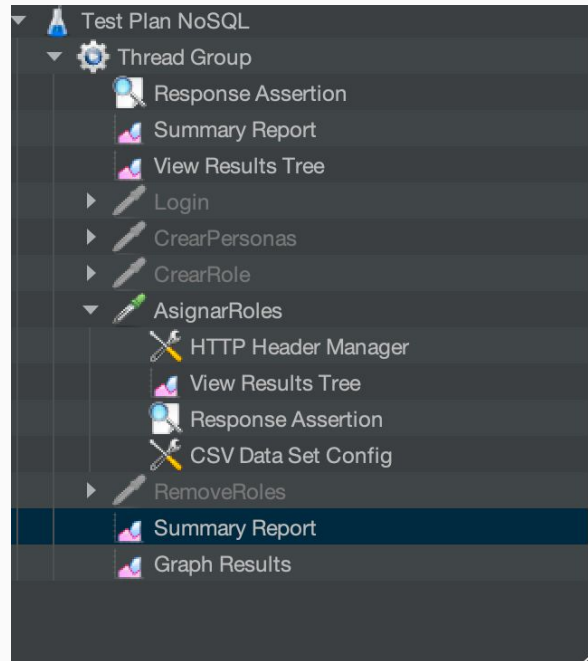 Test Plan NoSQL
Thread Group
Response Assertion
Summary Report
View Results Tree
Login
CrearPersonas
CrearRole
AsignarRoles
HTTP Header Manager
View Results Tree
Response Assertion
CSV Data Set Config
RemoveRoles
Summary Report
Graph Results